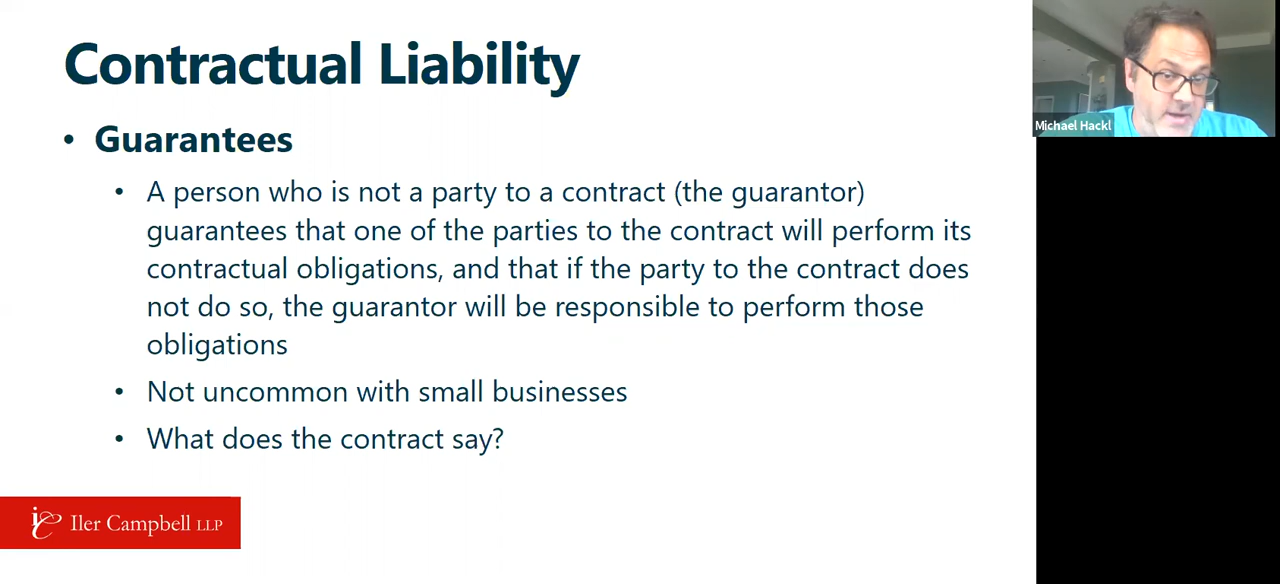 Contractual Liability
• Guarantees
• A person who is not a party to a contract (the guarantor)
guarantees that one of the parties to the contract will perform its
contractual obligations, and that if the party to the contract does
not do so, the guarantor will be responsible to perform those
obligations
• Not uncommon with small businesses
• What does the contract say?
ic Iler Campbell LLP
Michael Hackl